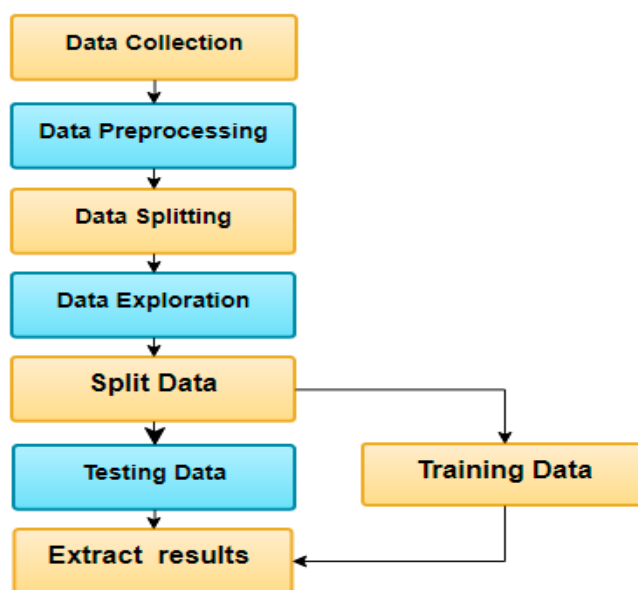 Data Collection
Data Preprocessing
Data Splitting
Data Exploration
Split Data
Testing Data
Training Data
Extract results